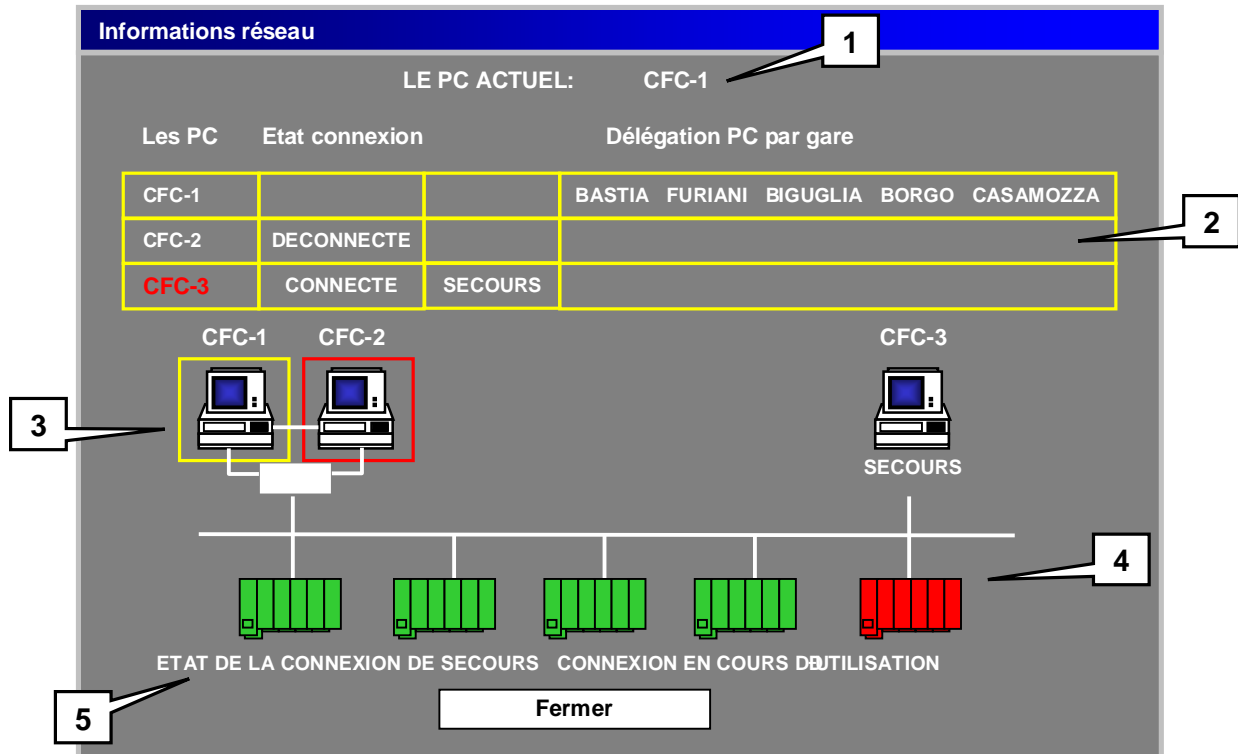 Informations réseau
1
LE PC ACTUEL: CFC-1
Les PC Etat connexion Délégation PC par gare
CFC-1 BASTIA FURIANI BIGUGLIA BORGO CASAMOZZA
2
CFC-2 DECONNECTE
CFC-3 CONNECTE SECOURS
CFC-1 CFC-2 CFC-3
3
SECOURS
4
ETAT DE LA CONNEXION DE SECOURS CONNEXION EN COURS D UTILISATION
5
Fermer